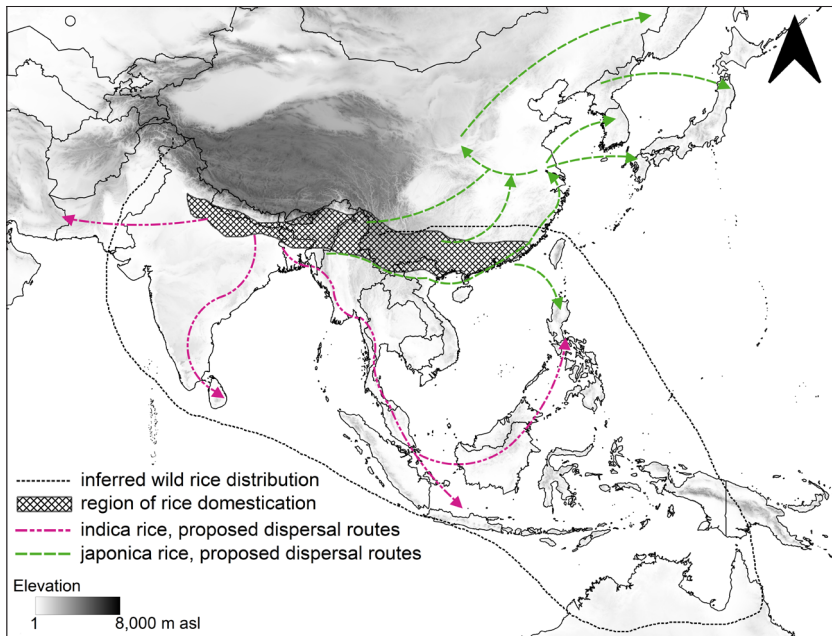 inferred wild rice distribution
region of rice domestication
indica rice, proposed dispersal routes
japonica rice, proposed dispersal routes
Elevation
1 8,000 m asl